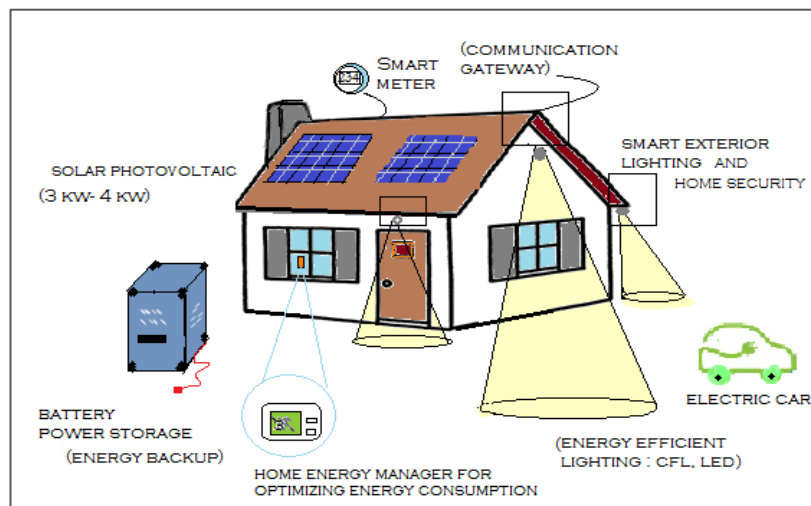 (COMMUNICATION
GATEWAY)
SMART
METER
234
SMART EXTERIOR
LIGHTING AND
HOME SECURITY
SOLAR PHOTOVOLTAIC
(3 KW- 4 KW)
BATTERY
POWER STORAGE
(ENERGY BACKUP)
HOME ENERGY MANAGER FOR
OPTIMIZING ENERGY CONSUMPTION
ELECTRIC CAR
(ENERGY EFFICIENT
LIGHTING : CFL, LED)